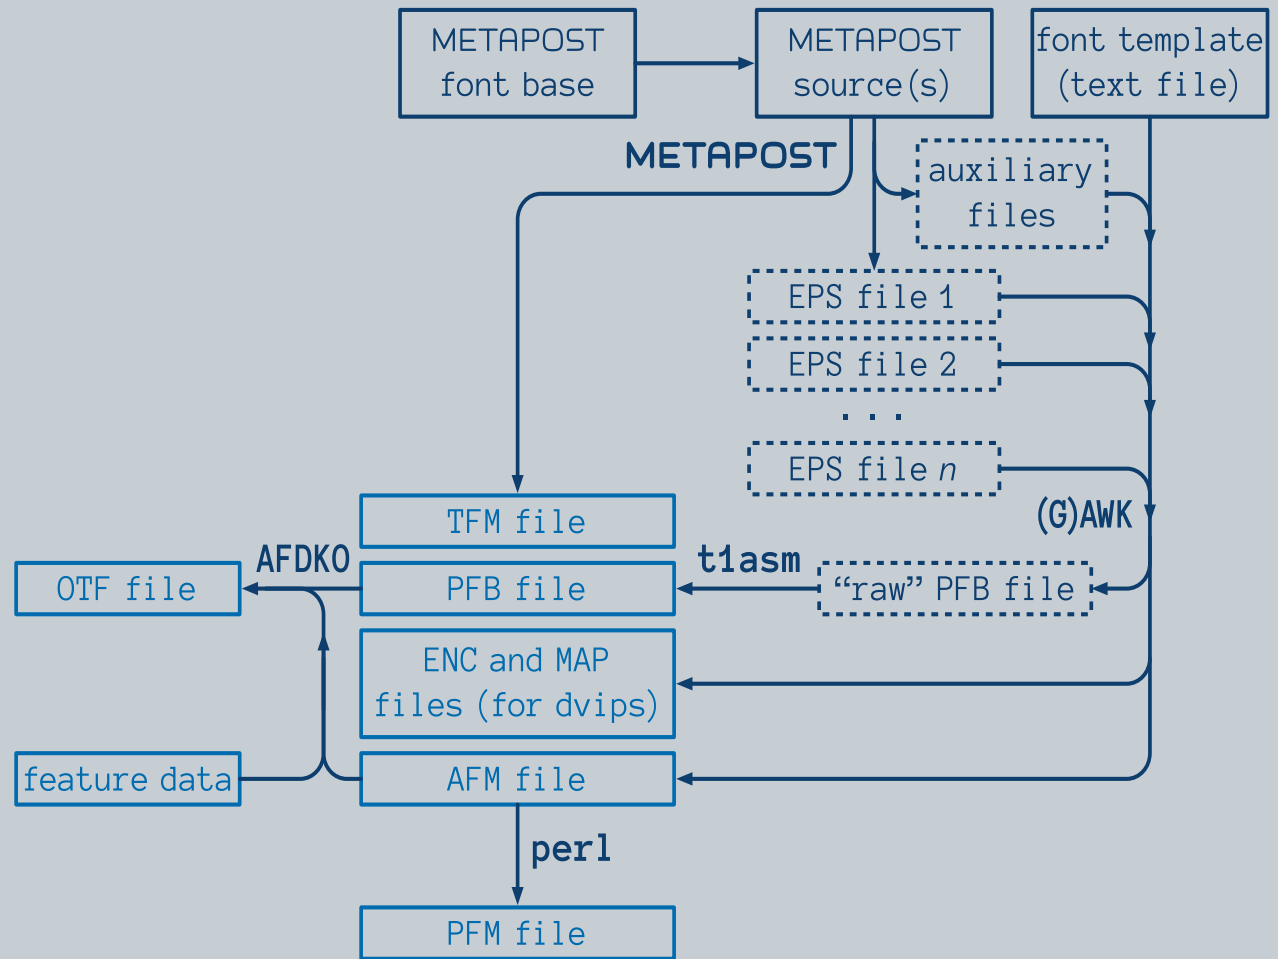 METAPOST
font base
METAPOST
source(s)
font template
(text file)
METAPOST
auxiliary
files
EPS file 1
EPS file 2
. . .
EPS file n
(G)AWK
TFM file
AFDKO
t1asm
OTF file
PFB file
“raw” PFB file
ENC and MAP
files (for dvips)
feature data
AFM file
perl
PFM file